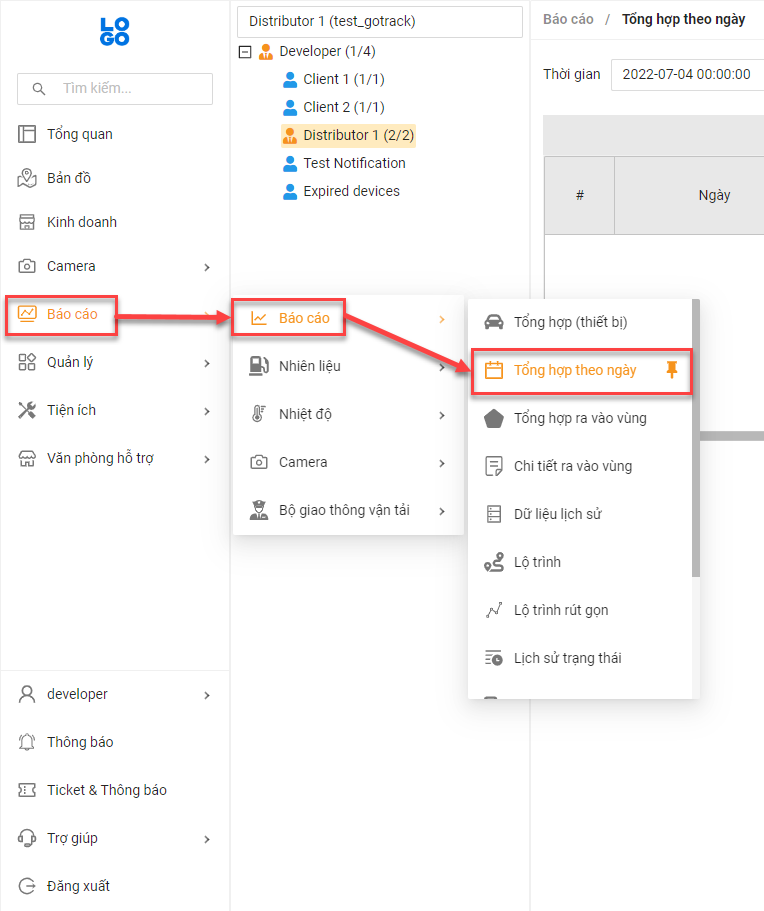 LO
GO
Tìm kiếm...
Tổng quan
Bản đồ
Kinh doanh
Camera
Báo cáo
Quản lý
Tiện ích
Văn phòng hỗ trợ
developer
Thông báo
Ticket & Thông báo
Trợ giúp
Đăng xuất
Distributor 1 (test_gotrack)
Developer (1/4)
Client 1 (1/1)
Client 2 (1/1)
Distributor 1 (2/2)
Test Notification
Expired devices
Báo cáo
Nhiên liệu
Nhiệt độ
Camera
Bộ giao thông vận tải
Tổng hợp (thiết bị)
Tổng hợp theo ngày
Tổng hợp ra vào vùng
Chi tiết ra vào vùng
Dữ liệu lịch sử
Lộ trình
Lộ trình rút gọn
Lịch sử trạng thái
Báo cáo / Tổng hợp theo ngày
Thời gian 2022-07-04 00:00:00
# Ngày